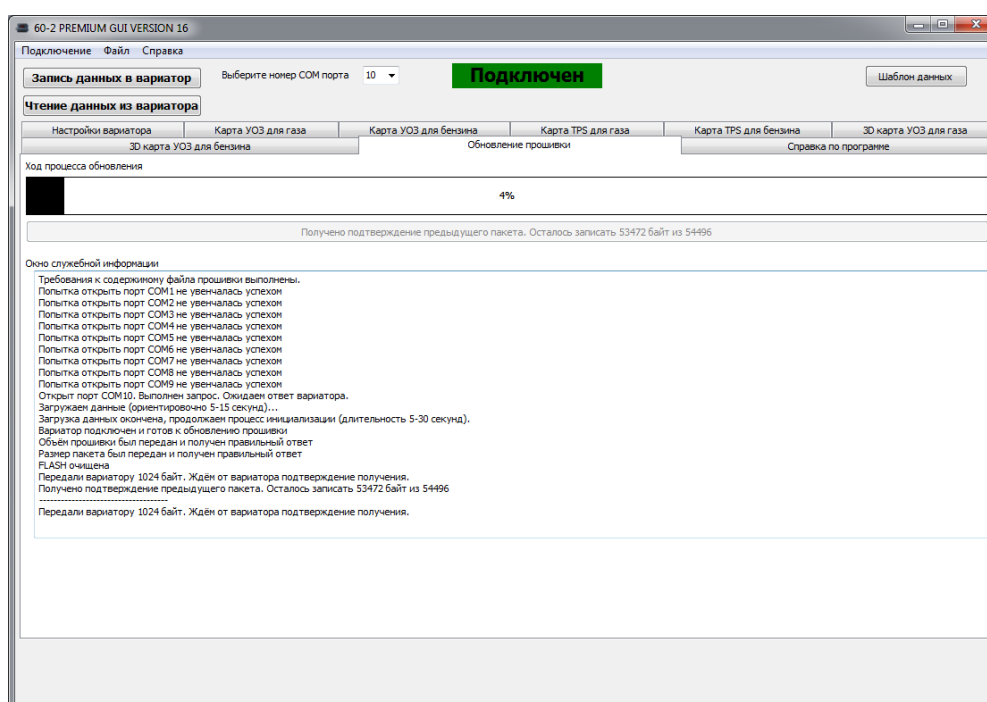 60-2 PREMIUM GUI VERSION 16
Подключение Файл Справка
Запись данных в вариатор Выберите номер COM порта 10 Подключен Шаблон данных
Чтение данных из вариатора
Настройки вариатора Карта УОЗ для газа Карта УОЗ для бензина Карта TPS для газа Карта TPS для бензина 3D карта УОЗ для газа
3D карта УОЗ для бензина Обновление прошивки Справка по программе
Ход процесса обновления
4%
Получено подтверждение предыдущего пакета. Осталось записать 53472 байт из 54496
Окно служебной информации
Требования к содержимому файла прошивки выполнены.
Попытка открыть порт COM1 не увенчалась успехом
Попытка открыть порт COM2 не увенчалась успехом
Попытка открыть порт COM3 не увенчалась успехом
Попытка открыть порт COM4 не увенчалась успехом
Попытка открыть порт COM5 не увенчалась успехом
Попытка открыть порт COM6 не увенчалась успехом
Попытка открыть порт COM7 не увенчалась успехом
Попытка открыть порт COM8 не увенчалась успехом
Попытка открыть порт COM9 не увенчалась успехом
Открыт порт COM10. Выполнен запрос. Ожидаем ответ вариатора.
Загружаем данные (ориентировочно 5-15 секунд)...
Загрузка данных окончена, продолжаем процесс инициализации (длительность 5-30 секунд).
Вариатор подключен и готов к обновлению прошивки
Объём прошивки был передан и получен правильный ответ
Размер пакета был передан и получен правильный ответ
FLASH очищена
Передали вариатору 1024 байт. Ждём от вариатора подтверждение получения.
Получено подтверждение предыдущего пакета. Осталось записать 53472 байт из 54496
------------------------------------
Передали вариатору 1024 байт. Ждём от вариатора подтверждение получения.